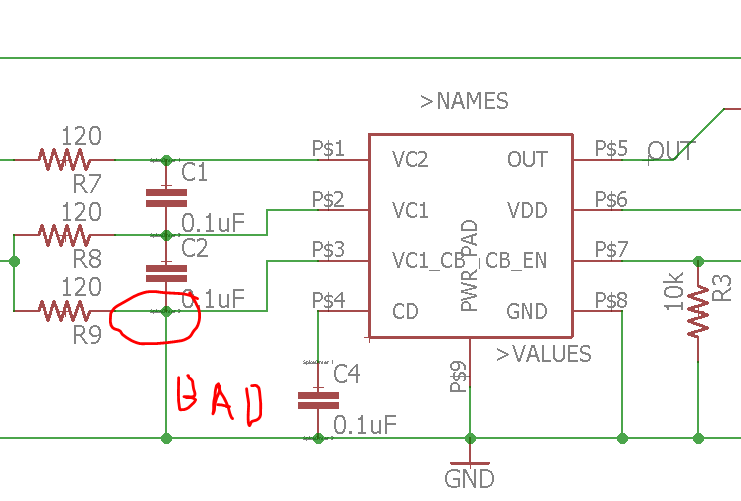 >NAMES
120
R7
C1
0.1uF
P$1
VC2
OUT
P$5
OUT
120
R8
C2
0.1uF
P$2
VC1
VDD
P$6
120
R9
P$3
VC1_CB
CB_EN
P$7
PWR_PAD
10k
R3
P$4
CD
GND
P$8
>VALUES
P$9
SpiceOrder 1
C4
0.1uF
BAD
GND